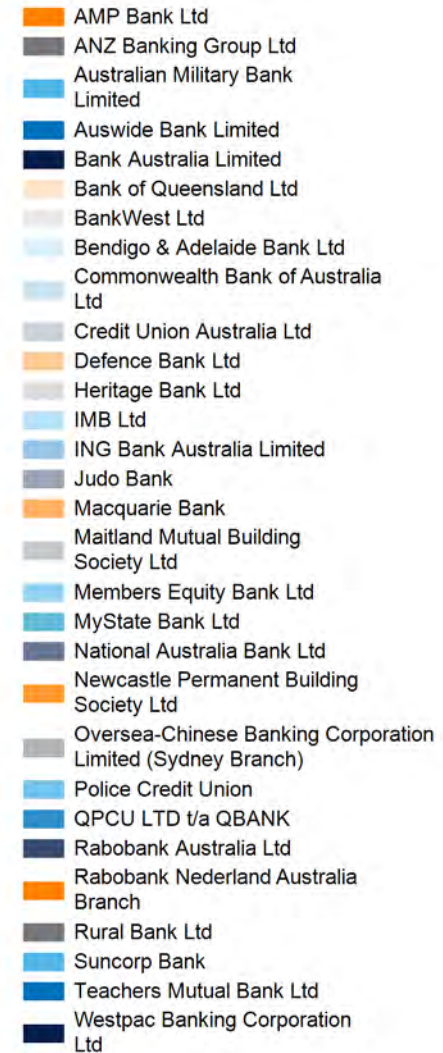 AMP Bank Ltd
ANZ Banking Group Ltd
Australian Military Bank
Limited
Auswide Bank Limited
Bank Australia Limited
Bank of Queensland Ltd
BankWest Ltd
Bendigo & Adelaide Bank Ltd
Commonwealth Bank of Australia
Ltd
Credit Union Australia Ltd
Defence Bank Ltd
Heritage Bank Ltd
IMB Ltd
ING Bank Australia Limited
Judo Bank
Macquarie Bank
Maitland Mutual Building
Society Ltd
Members Equity Bank Ltd
MyState Bank Ltd
National Australia Bank Ltd
Newcastle Permanent Building
Society Ltd
Oversea-Chinese Banking Corporation
Limited (Sydney Branch)
Police Credit Union
QPCU LTD t/a QBANK
Rabobank Australia Ltd
Rabobank Nederland Australia
Branch
Rural Bank Ltd
Suncorp Bank
Teachers Mutual Bank Ltd
Westpac Banking Corporation
Ltd